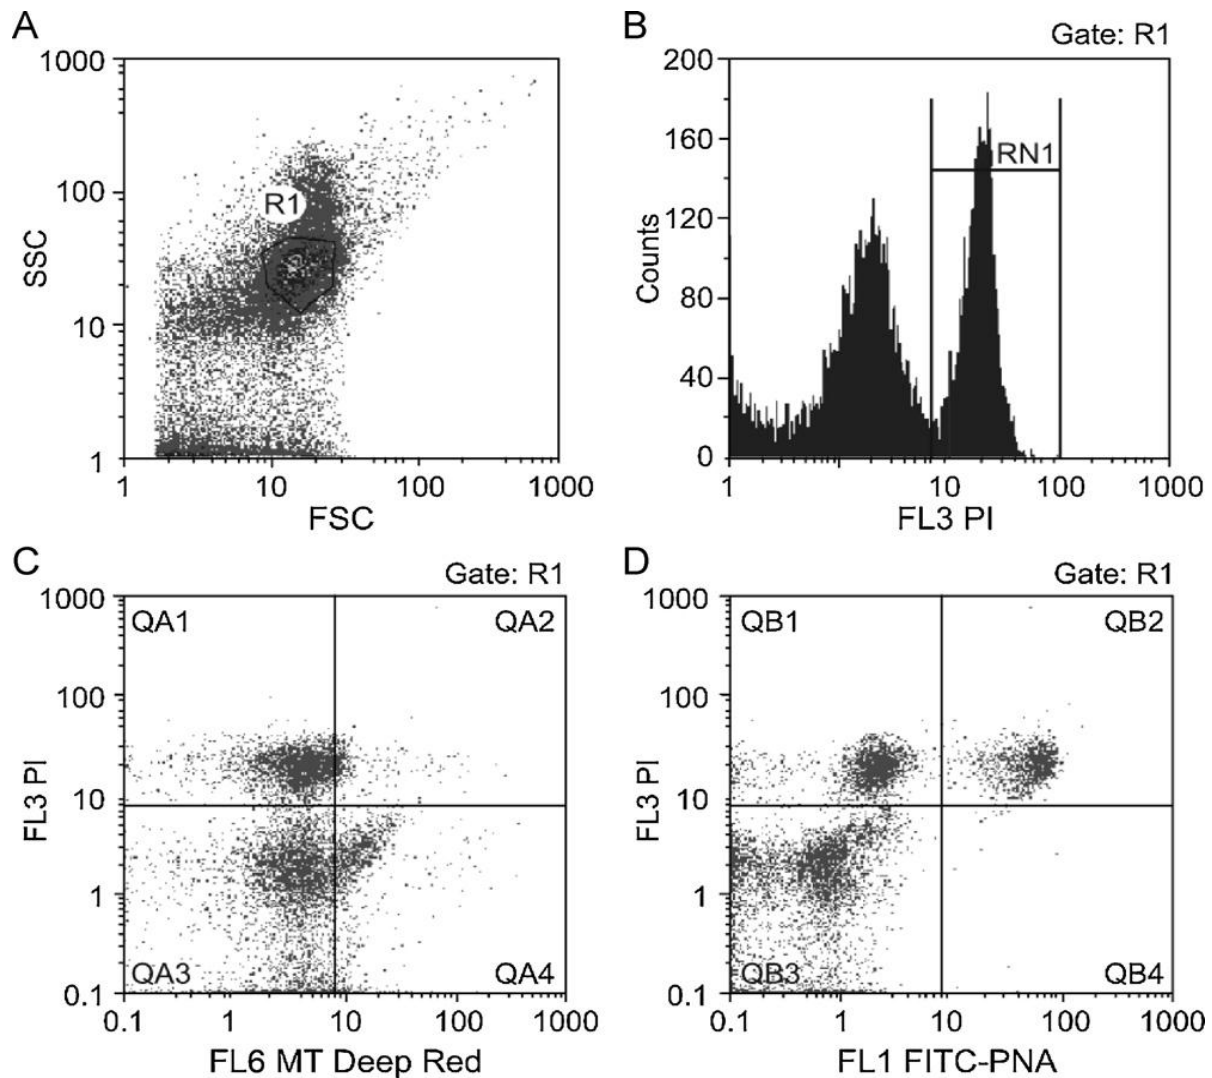 A
1000
100
10
1
SSC
R1
1
10
100
1000
FSC
B
Gate: R1
200
160
120
80
40
0
Counts
RN1
1
10
100
1000
FL3 PI
C
Gate: R1
1000
100
10
1
0.1
FL3 PI
QA1
QA2
QA3
QA4
0.1
1
10
100
1000
FL6 MT Deep Red
D
Gate: R1
1000
100
10
1
0.1
FL3 PI
QB1
QB2
QB3
QB4
0.1
1
10
100
1000
FL1 FITC-PNA